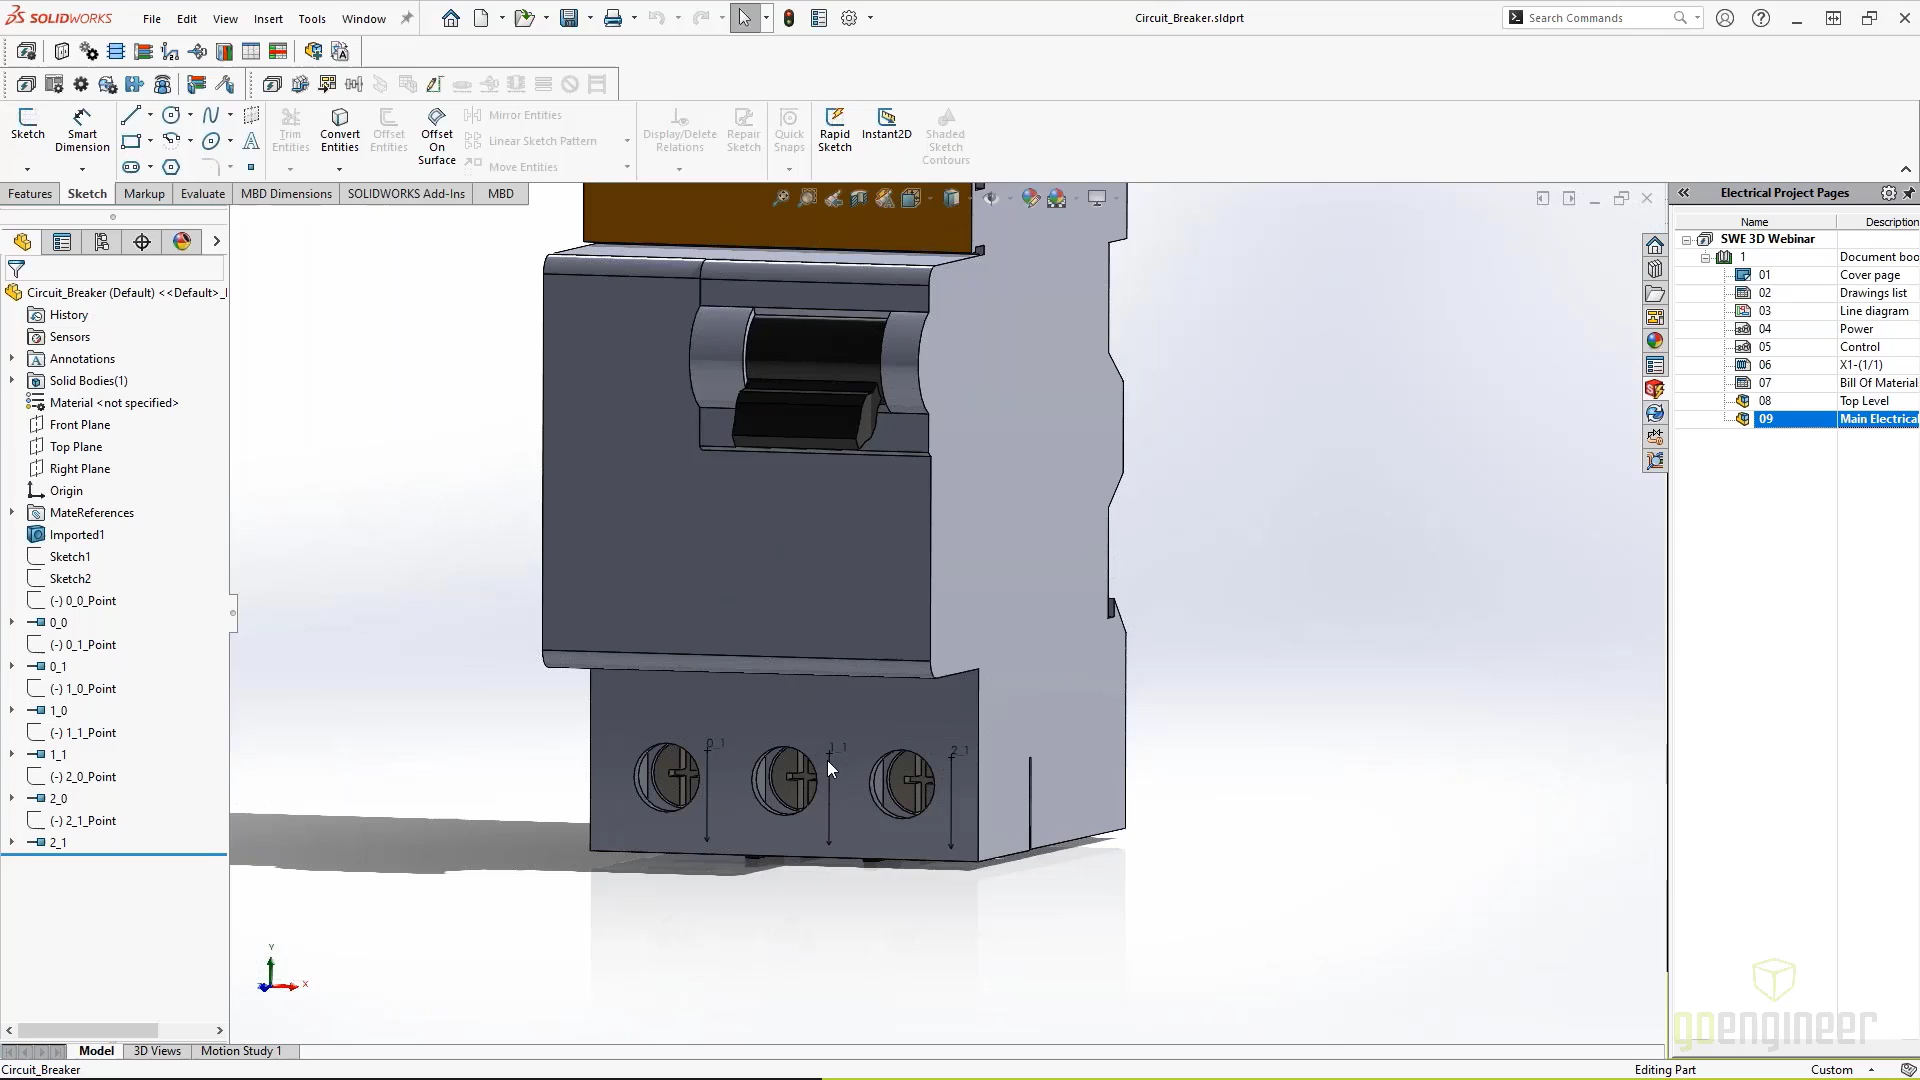 SOLIDWORKS
File Edit View Insert Tools Window
Circuit_Breaker.sldprt
Search Commands
Sketch
Smart Dimension
Trim Entities
Convert Entities
Offset Entities
Offset On Surface
Mirror Entities
Linear Sketch Pattern
Move Entities
Display/Delete Relations
Repair Sketch
Quick Snaps
Rapid Sketch
Instant2D
Shaded Sketch Contours
Features Sketch Markup Evaluate MBD Dimensions SOLIDWORKS Add-Ins MBD
Circuit_Breaker (Default) <<Default>_
History
Sensors
Annotations
Solid Bodies(1)
Material <not specified>
Front Plane
Top Plane
Right Plane
Origin
MateReferences
Imported1
Sketch1
Sketch2
(-) 0_0_Point
0_0
(-) 0_1_Point
0_1
(-) 1_0_Point
1_0
(-) 1_1_Point
1_1
(-) 2_0_Point
2_0
(-) 2_1_Point
2_1
0_1 1_1 2_1
Y
X
Electrical Project Pages
Name Description
SWE 3D Webinar
1 Document boo
01 Cover page
02 Drawings list
03 Line diagram
04 Power
05 Control
06 X1-(1/1)
07 Bill Of Material
08 Top Level
09 Main Electrical
goengineer
Model 3D Views Motion Study 1
Circuit_Breaker Editing Part Custom